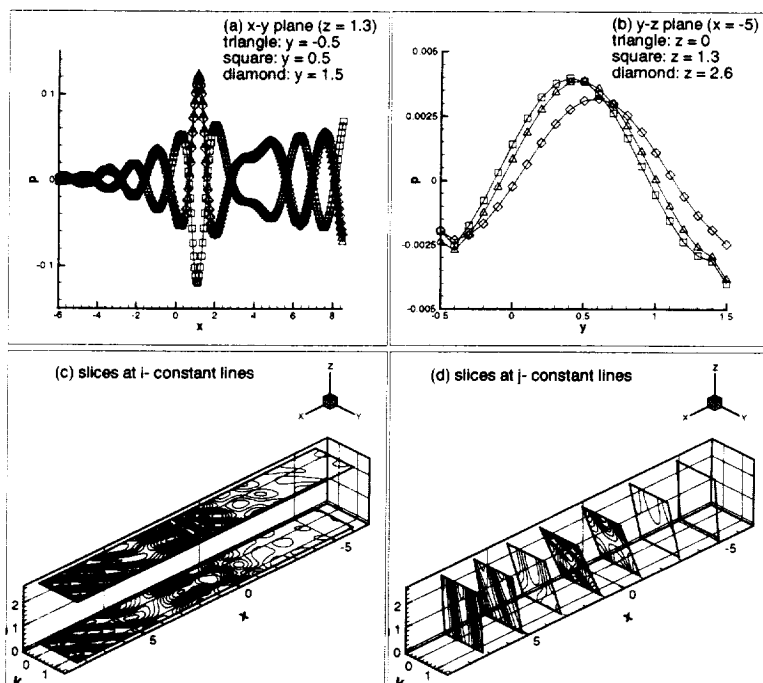 (a) x-y plane (z = 1.3)
triangle: y = -0.5
square: y = 0.5
diamond: y = 1.5
0.1
0
-0.1
p
-6 -4 -2 0 2 4 6 8
x
(b) y-z plane (x = -5)
triangle: z=0
square: z = 1.3
diamond: z = 2.6
0.005
0.0025
0
-0.0025
-0.005
p
-0.5 0 0.5 1 1.5
y
(c) slices at i- constant lines
Z
X Y
2
1
0
0 1
5
0
-5
x
(d) slices at j- constant lines
Z
X Y
2
1
0
0 1
5
0
-5
x